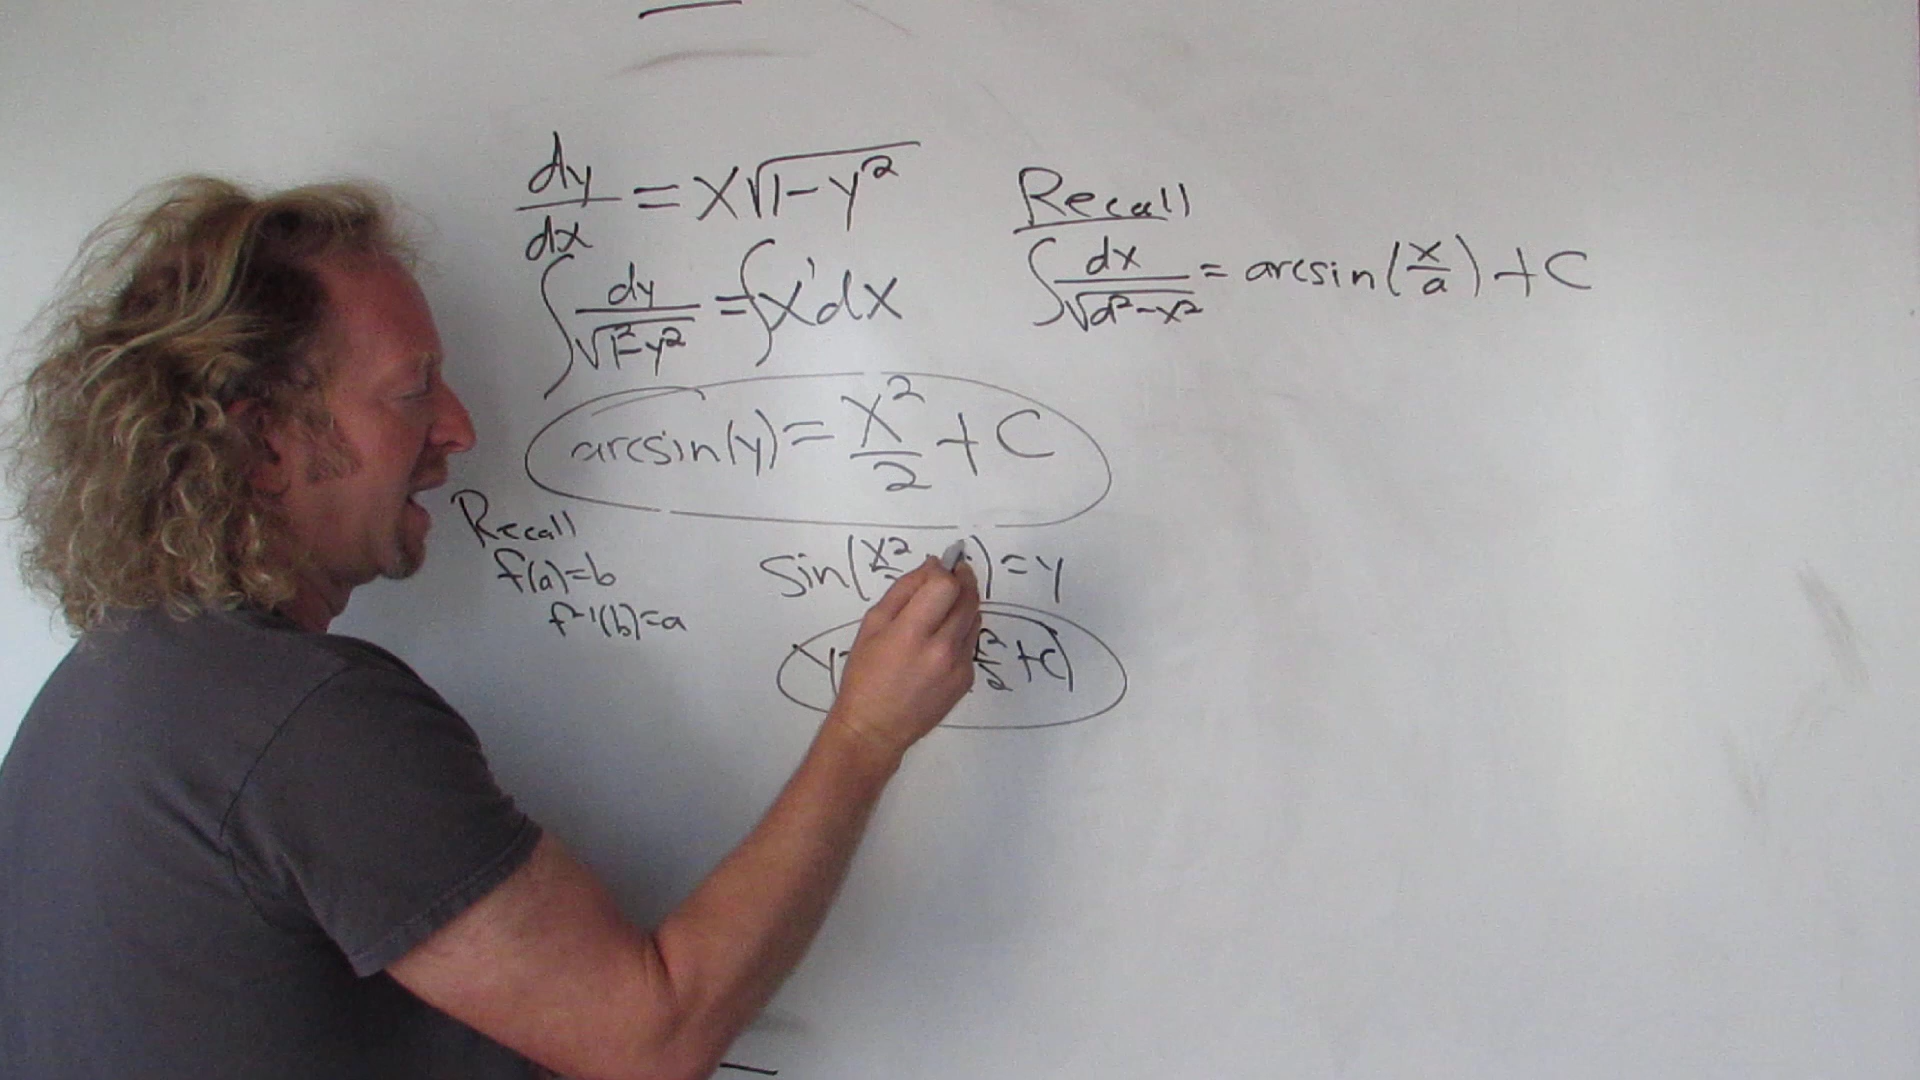 dy/dx = x√1-y²
∫ dy/√1²-y² = ∫x¹dx
arcsin(y) = x²/2 + C
Recall
f(a)=b
f⁻¹(b)=a
sin(x² )=y
y= x²/2 +C)
Recall
∫ dx/√a²-x² = arcsin(x/a) + C